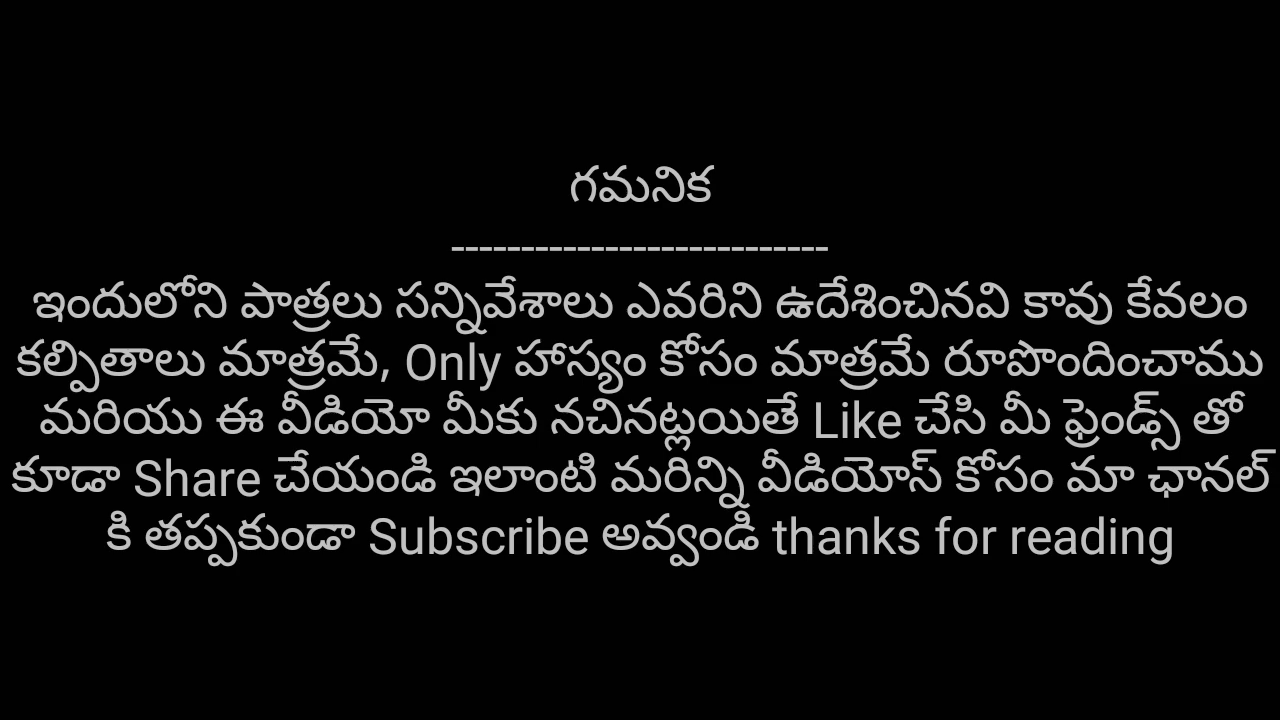 గమనిక
---------------------------
ఇందులోని పాత్రలు సన్నివేశాలు ఎవరిని ఉదేశించినవి కావు కేవలం
కల్పితాలు మాత్రమే, Only హాస్యం కోసం మాత్రమే రూపొందించాము
మరియు ఈ వీడియో మీకు నచినట్లయితే Like చేసి మీ ఫ్రెండ్స్ తో
కూడా Share చేయండి ఇలాంటి మరిన్ని వీడియోస్ కోసం మా ఛానల్
కి తప్పకుండా Subscribe అవ్వండి thanks for reading